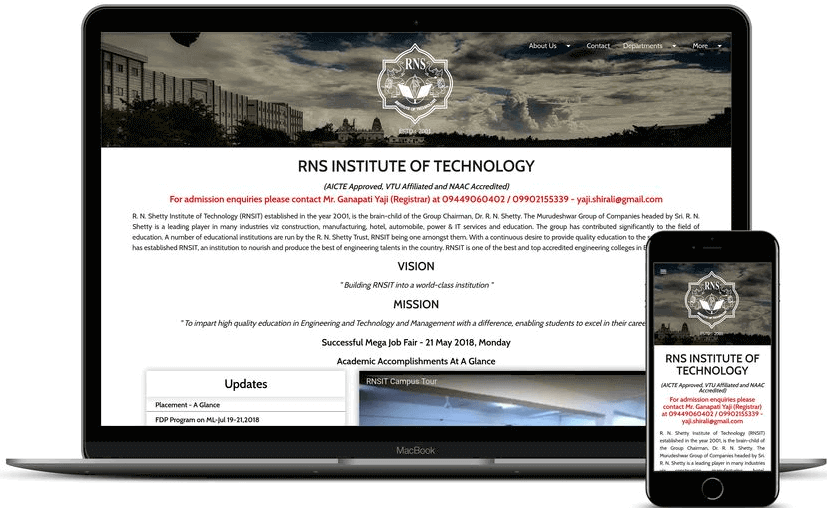 About Us
Contact
Departments
More
RNS
ESTD : 2001
RNS INSTITUTE OF TECHNOLOGY
(AICTE Approved, VTU Affiliated and NAAC Accredited)
For admission enquiries please contact Mr. Ganapati Yaji (Registrar) at 09449060402 / 09902155339 - yaji.shirali@gmail.com
R. N. Shetty Institute of Technology (RNSIT) established in the year 2001, is the brain-child of the Group Chairman, Dr. R. N. Shetty. The Murudeshwar Group of Companies headed by Sri. R. N.
Shetty is a leading player in many industries viz construction, manufacturing, hotel, automobile, power & IT services and education. The group has contributed significantly to the field of
education. A number of educational institutions are run by the R. N. Shetty Trust, RNSIT being one amongst them. With a continuous desire to provide quality education to the
has established RNSIT, an institution to nourish and produce the best of engineering talents in the country. RNSIT is one of the best and top accredited engineering colleges in
VISION
" Building RNSIT into a world-class institution "
MISSION
" To impart high quality education in Engineering and Technology and Management with a difference, enabling students to excel in their
Successful Mega Job Fair - 21 May 2018, Monday
Academic Accomplishments At A Glance
Updates
Placement - A Glance
FDP Program on ML-Jul 19-21,2018
RNSIT Campus Tour
MacBook
RNS
RNS INSTITUTE OF
TECHNOLOGY
(AICTE Approved, VTU Affiliated and NAAC
Accredited)
For admission enquiries please
contact Mr. Ganapati Yaji (Registrar)
at 09449060402 / 09902155339 -
yaji.shirali@gmail.com
R. N. Shetty Institute of Technology (RNSIT)
established in the year 2001, is the brain-child of
the Group Chairman, Dr. R. N. Shetty. The
Murudeshwar Group of Companies headed by Sri.
R. N. Shetty is a leading player in many industries